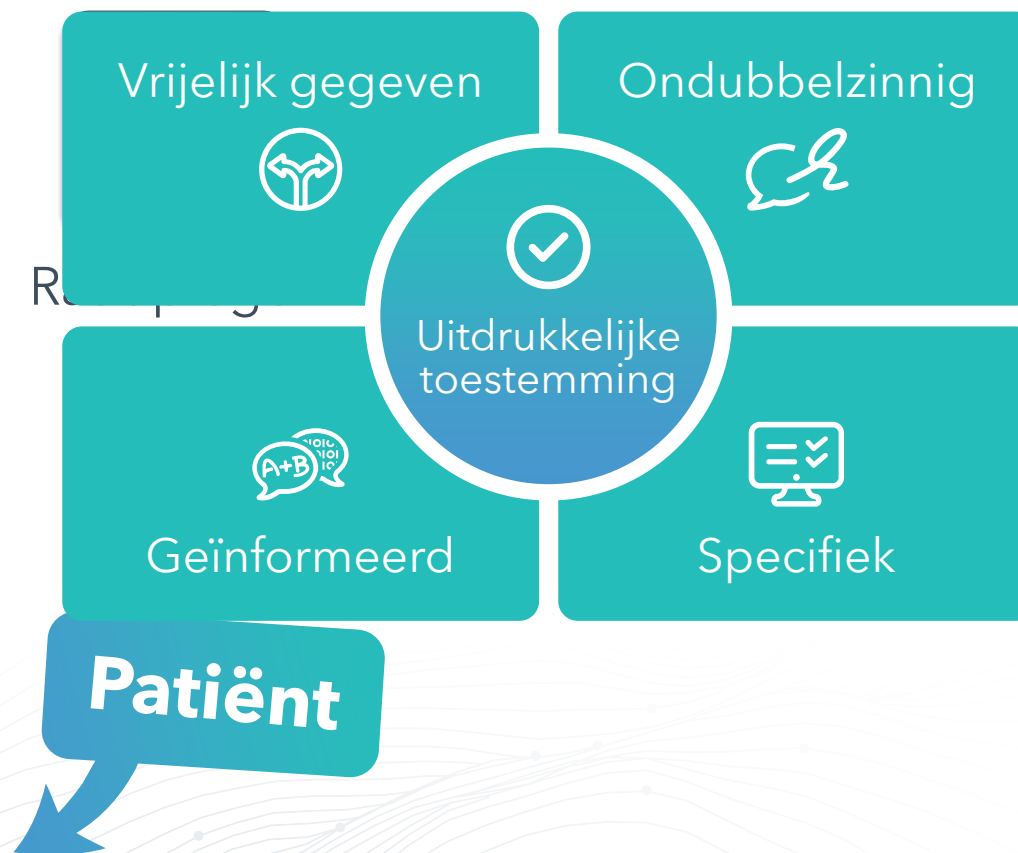 Vrijelijk gegeven
Ondubbelzinnig
Uitdrukkelijke
toestemming
A+B
Geïnformeerd
Specifiek
Patiënt